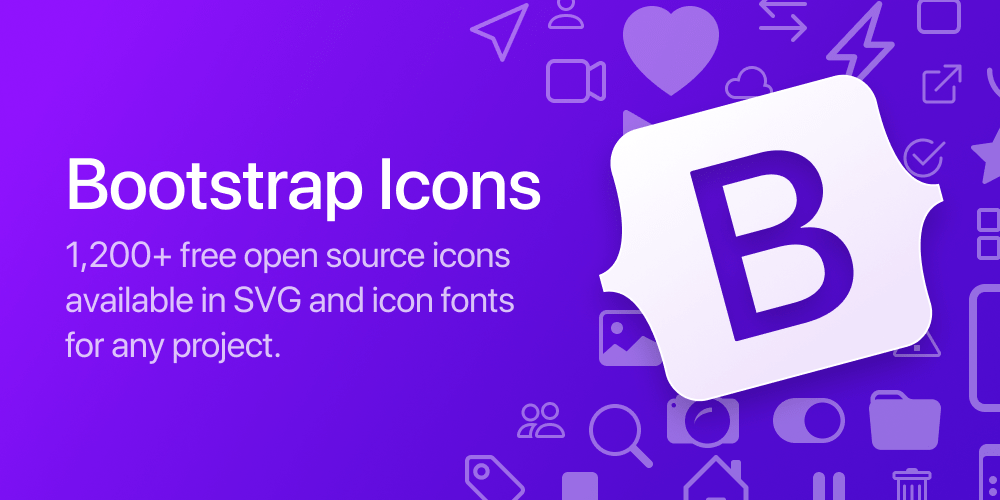 Bootstrap Icons
1,200+ free open source icons
available in SVG and icon fonts
for any project.
B